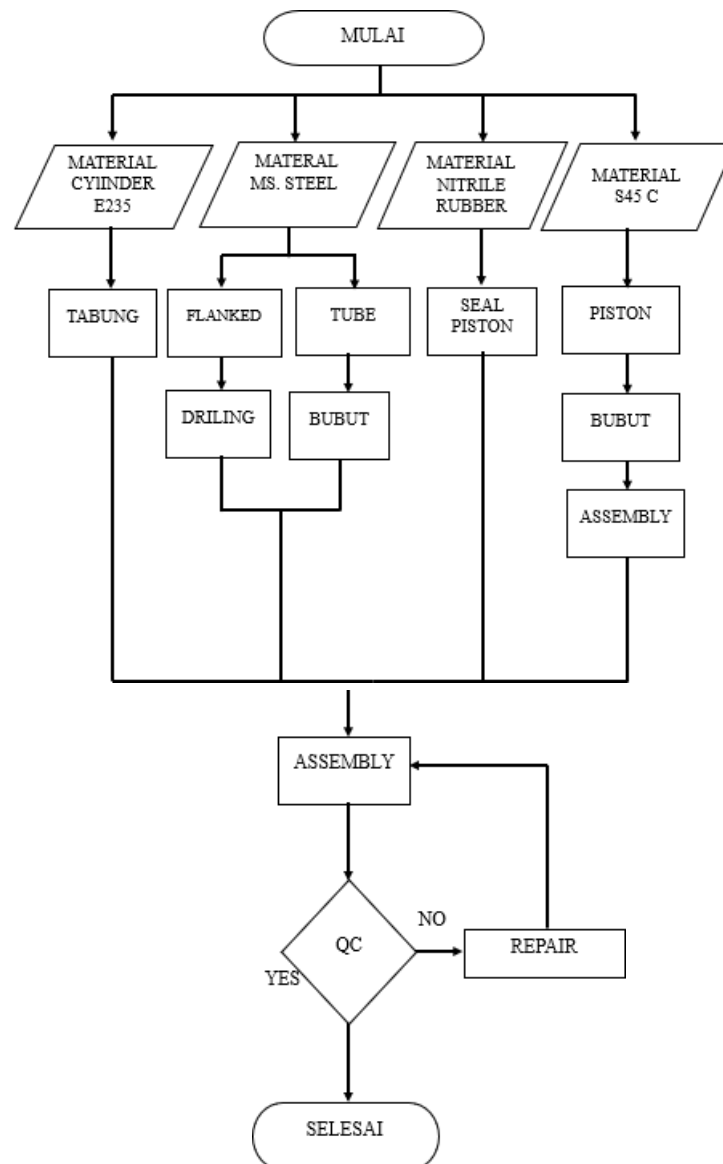 MULAI
MATERIAL
CYIINDER
E235
MATERAL
MS. STEEL
MATERIAL
NITRILE
RUBBER
MATERIAL
S45 C
TABUNG
FLANKED
TUBE
SEAL
PISTON
PISTON
DRILING
BUBUT
BUBUT
ASSEMBLY
ASSEMBLY
NO
QC
REPAIR
YES
SELESAI